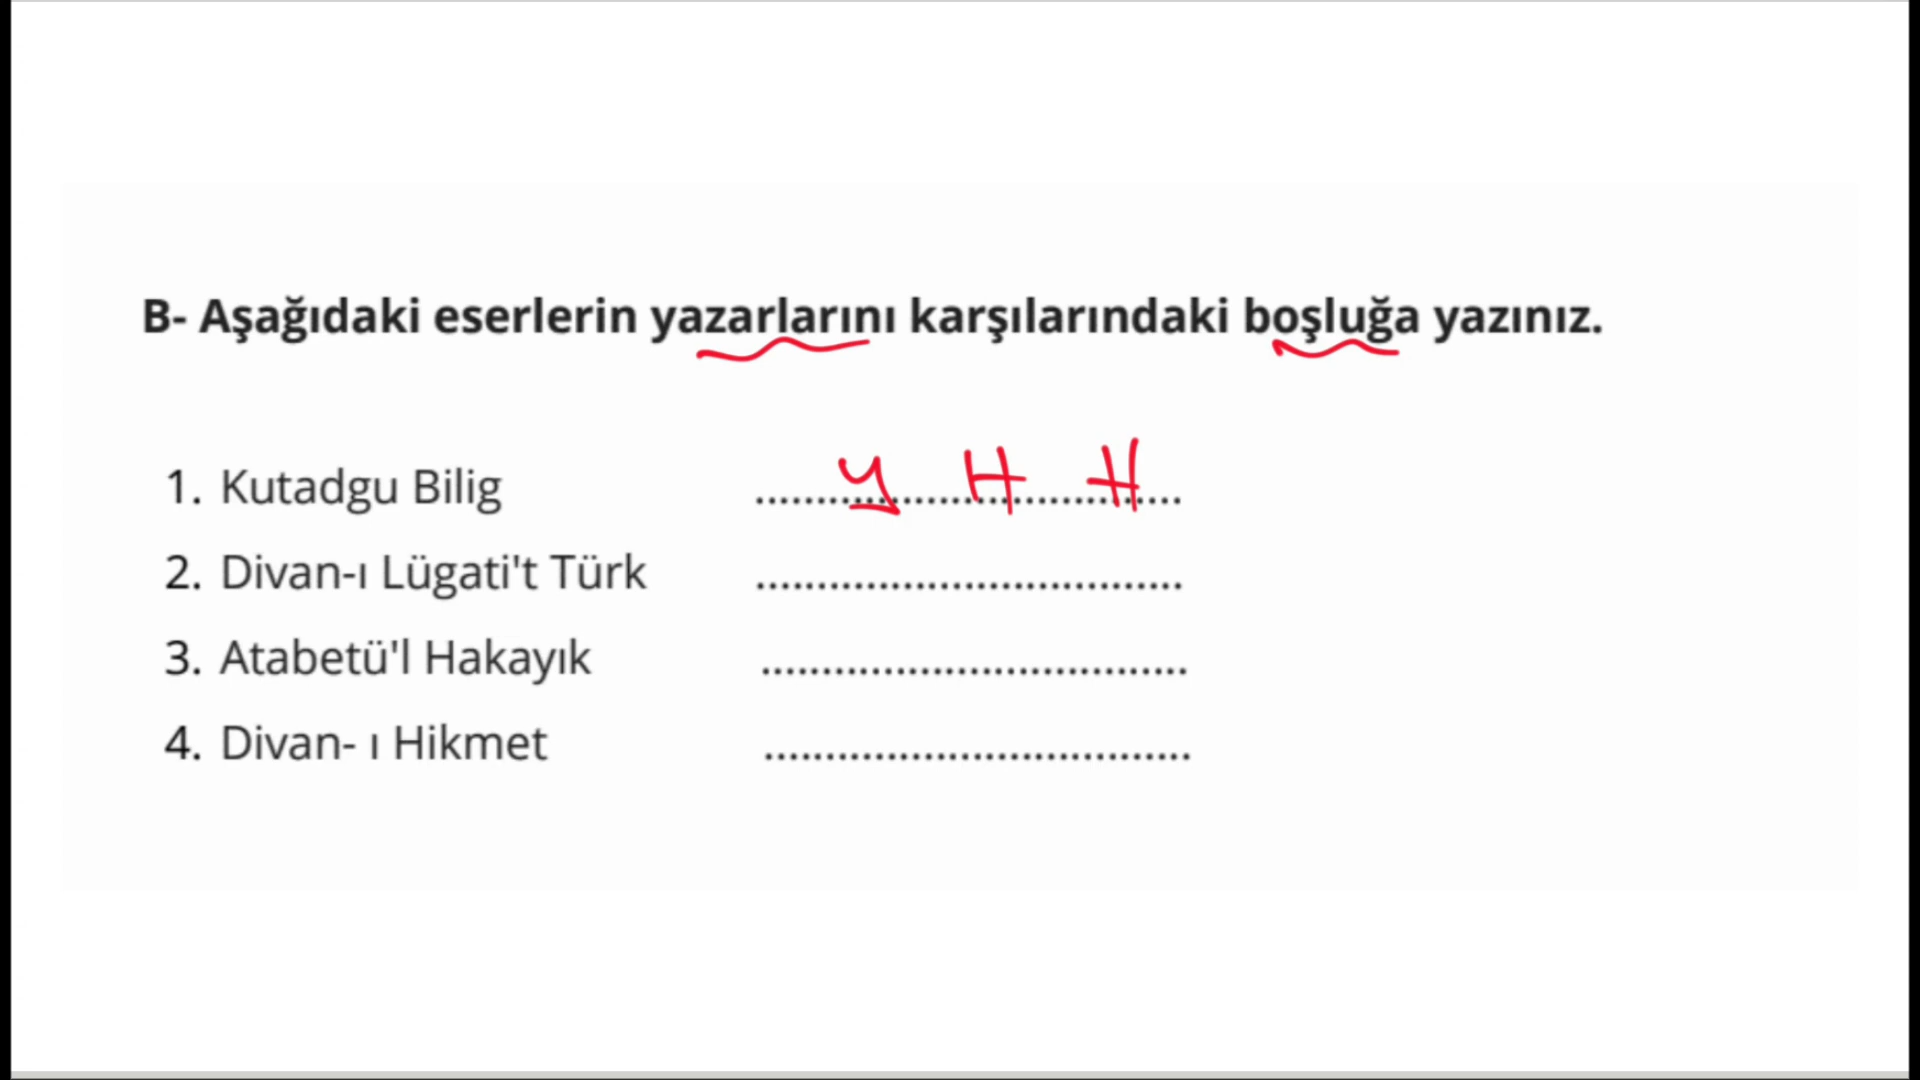 B- Aşağıdaki eserlerin yazarlarını karşılarındaki boşluğa yazınız.
1. Kutadgu Bilig .................................. Y H H
2. Divan-ı Lügati't Türk ..................................
3. Atabetü'l Hakayık ..................................
4. Divan- ı Hikmet ..................................